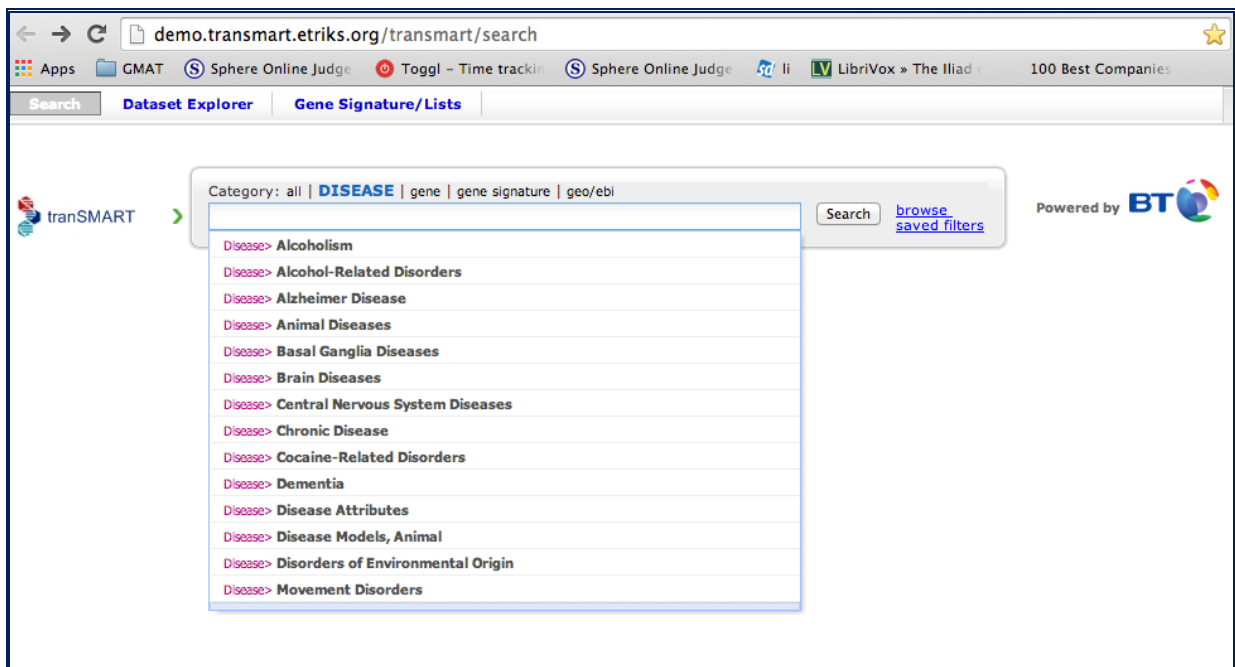 demo.transmart.etriks.org/transmart/search
Apps GMAT Sphere Online Judge Toggl – Time trackin Sphere Online Judge li LV LibriVox » The Iliad 100 Best Companies
Search Dataset Explorer Gene Signature/Lists
Category: all | DISEASE | gene | gene signature | geo/ebi
tranSMART
Search
browse
saved filters
Powered by BT
Disease> Alcoholism
Disease> Alcohol-Related Disorders
Disease> Alzheimer Disease
Disease> Animal Diseases
Disease> Basal Ganglia Diseases
Disease> Brain Diseases
Disease> Central Nervous System Diseases
Disease> Chronic Disease
Disease> Cocaine-Related Disorders
Disease> Dementia
Disease> Disease Attributes
Disease> Disease Models, Animal
Disease> Disorders of Environmental Origin
Disease> Movement Disorders